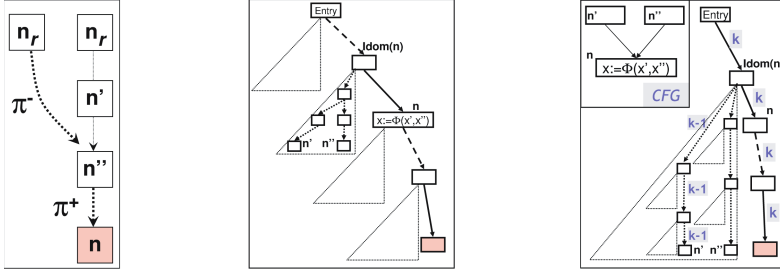 n_r n_r
n'
π⁻
n''
π⁺
n
Entry
Idom(n)
n
x:=Φ(x',x'')
n' n''
n' n''
n
x:=Φ(x',x'')
CFG
Entry
k
Idom(n
k
k-1
n
k
k-1
k-1
k
n' n''